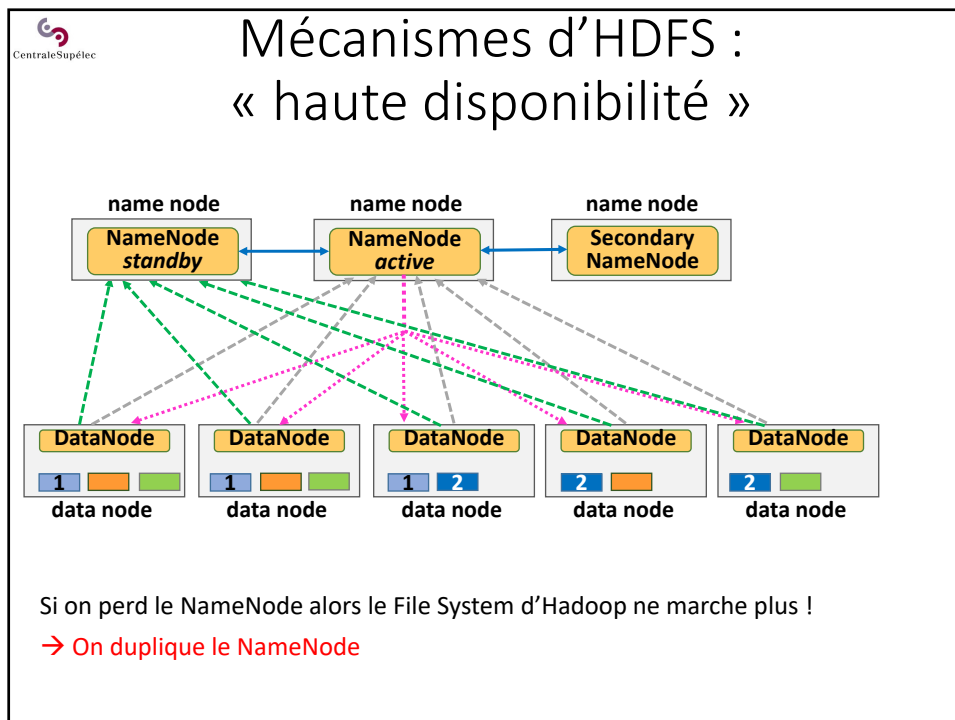 CentraleSupélec
Mécanismes d’HDFS :
« haute disponibilité »
name node
name node
name node
NameNode
standby
NameNode
active
Secondary
NameNode
DataNode
DataNode
DataNode
DataNode
DataNode
1
1
1 2
2
2
data node
data node
data node
data node
data node
Si on perd le NameNode alors le File System d’Hadoop ne marche plus !
→ On duplique le NameNode